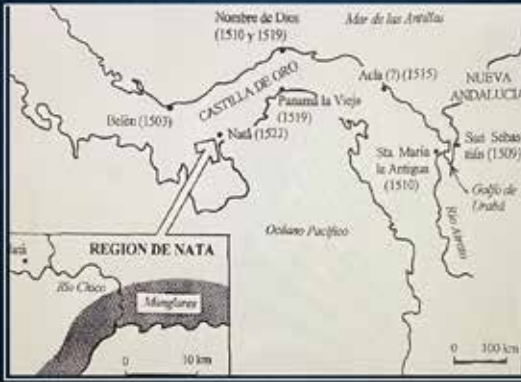 Nombre de Dios
(1510 y 1519)
Mar de las Antillas
Acla (?) (1515)
NUEVA
ANDALUCIA
CASTILLA DE ORO
Panamá la Vieja
(1519)
Belén (1503)
Natá (1522)
San Sebas
tián (1509)
Sta. María
la Antigua
(1510)
Golfo de
Urabá
Río Atrato
Océano Pacífico
REGION DE NATA
Río Chico
Manglares
0 10 km
0 100 km